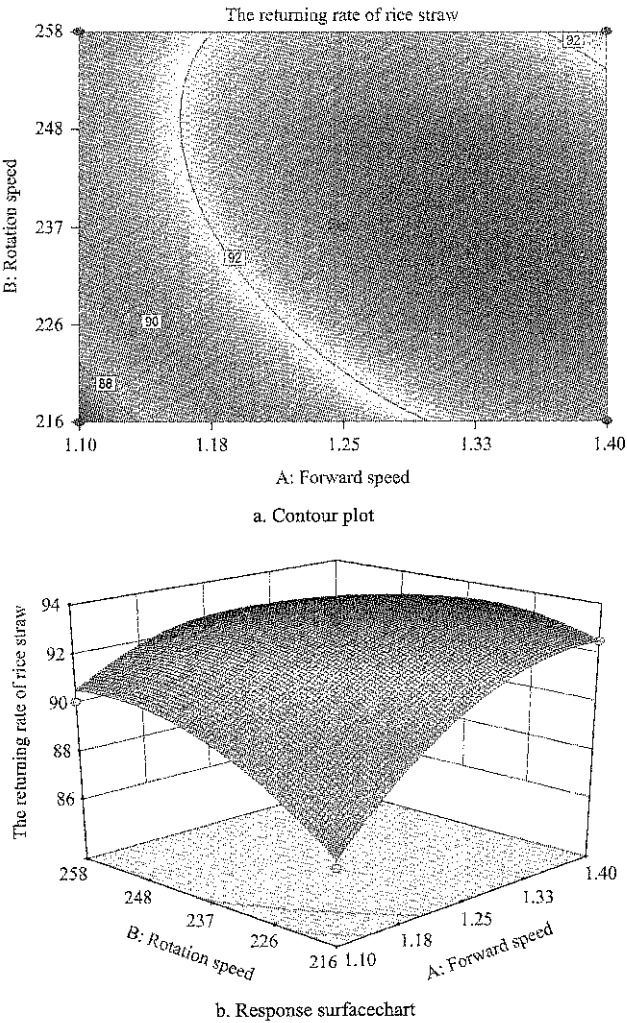 The returning rate of rice straw
258
248
237
226
216
B: Rotation speed
92
92
90
88
1.10 1.18 1.25 1.33 1.40
A: Forward speed
a. Contour plot
94
92
90
88
86
The returning rate of rice straw
258
248
237
226
216
B: Rotation speed
1.10
1.18
1.25
1.33
1.40
A: Forward speed
b. Response surfacechart